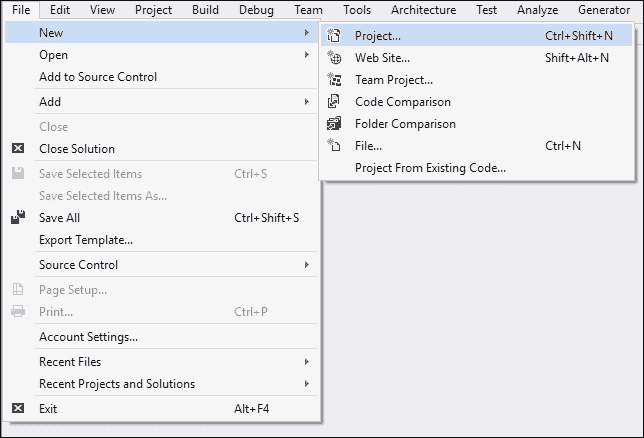 File Edit View Project Build Debug Team Tools Architecture Test Analyze Generator
New
Open
Add to Source Control
Add
Close
Close Solution
Save Selected Items Ctrl+S
Save Selected Items As...
Save All Ctrl+Shift+S
Export Template...
Source Control
Page Setup...
Print... Ctrl+P
Account Settings...
Recent Files
Recent Projects and Solutions
Exit Alt+F4
Project... Ctrl+Shift+N
Web Site... Shift+Alt+N
Team Project...
Code Comparison
Folder Comparison
File... Ctrl+N
Project From Existing Code...